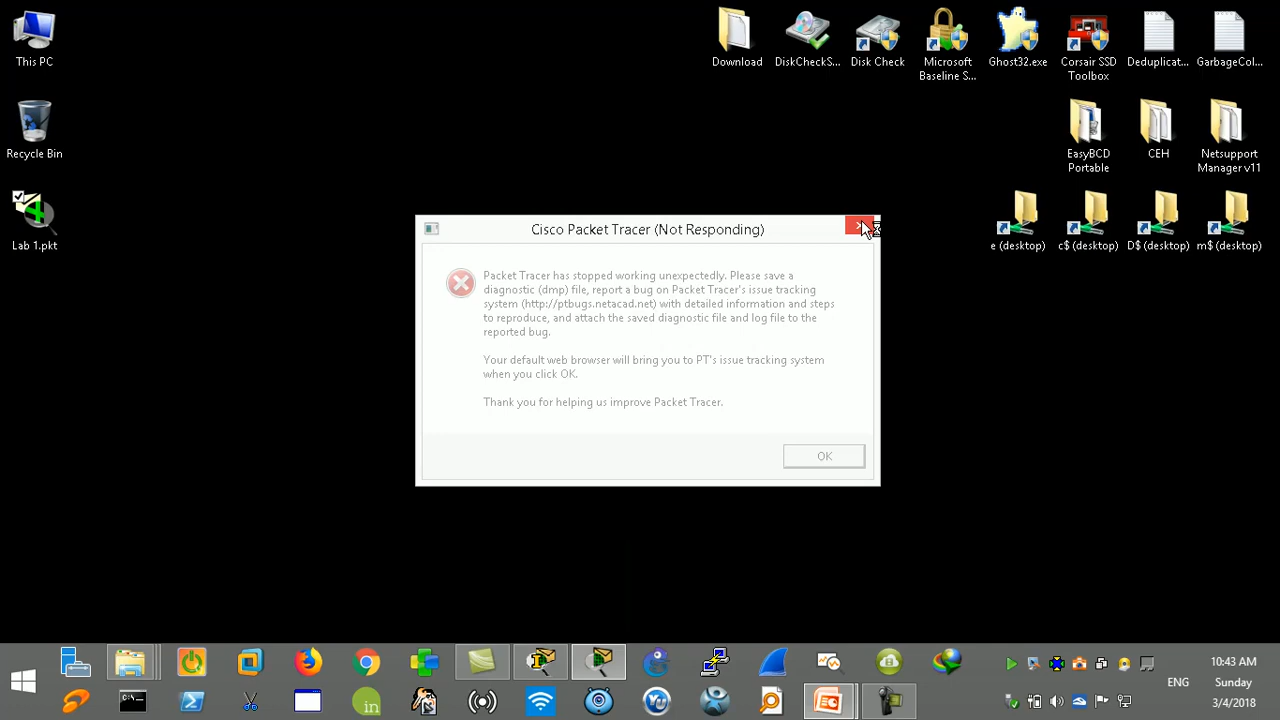 This PC
Recycle Bin
Lab 1.pkt
Download
DiskCheckS...
Disk Check
Microsoft
Baseline S...
Ghost32.exe
Corsair SSD
Toolbox
Deduplicat...
GarbageCol...
EasyBCD
Portable
CEH
Netsupport
Manager v11
e (desktop)
c$ (desktop)
D$ (desktop)
m$ (desktop)
Cisco Packet Tracer (Not Responding)
Packet Tracer has stopped working unexpectedly. Please save a
diagnostic (dmp) file, report a bug on Packet Tracer's issue tracking
system (http://ptbugs.netacad.net) with detailed information and steps
to reproduce, and attach the saved diagnostic file and log file to the
reported bug.
Your default web browser will bring you to PT's issue tracking system
when you click OK.
Thank you for helping us improve Packet Tracer.
OK
in
10:43 AM
ENG
Sunday
3/4/2018